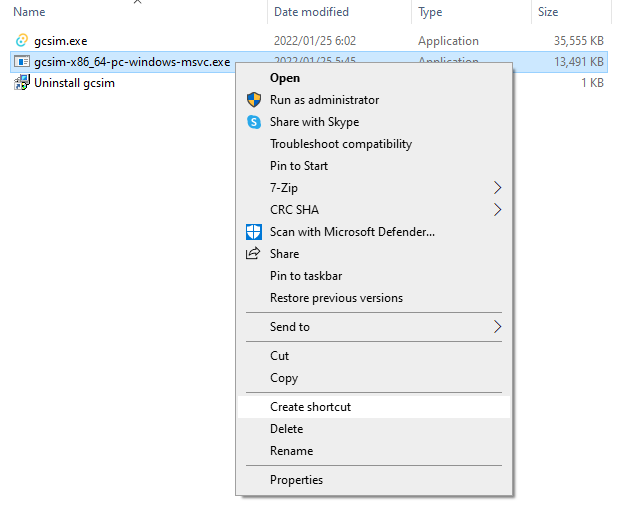 Name Date modified Type Size
gcsim.exe 2022/01/25 6:02 Application 35,555 KB
gcsim-x86_64-pc-windows-msvc.exe 2022/01/25 5:45 Application 13,491 KB
Uninstall gcsim 1 KB
Open
Run as administrator
Share with Skype
Troubleshoot compatibility
Pin to Start
7-Zip
CRC SHA
Scan with Microsoft Defender...
Share
Pin to taskbar
Restore previous versions
Send to
Cut
Copy
Create shortcut
Delete
Rename
Properties